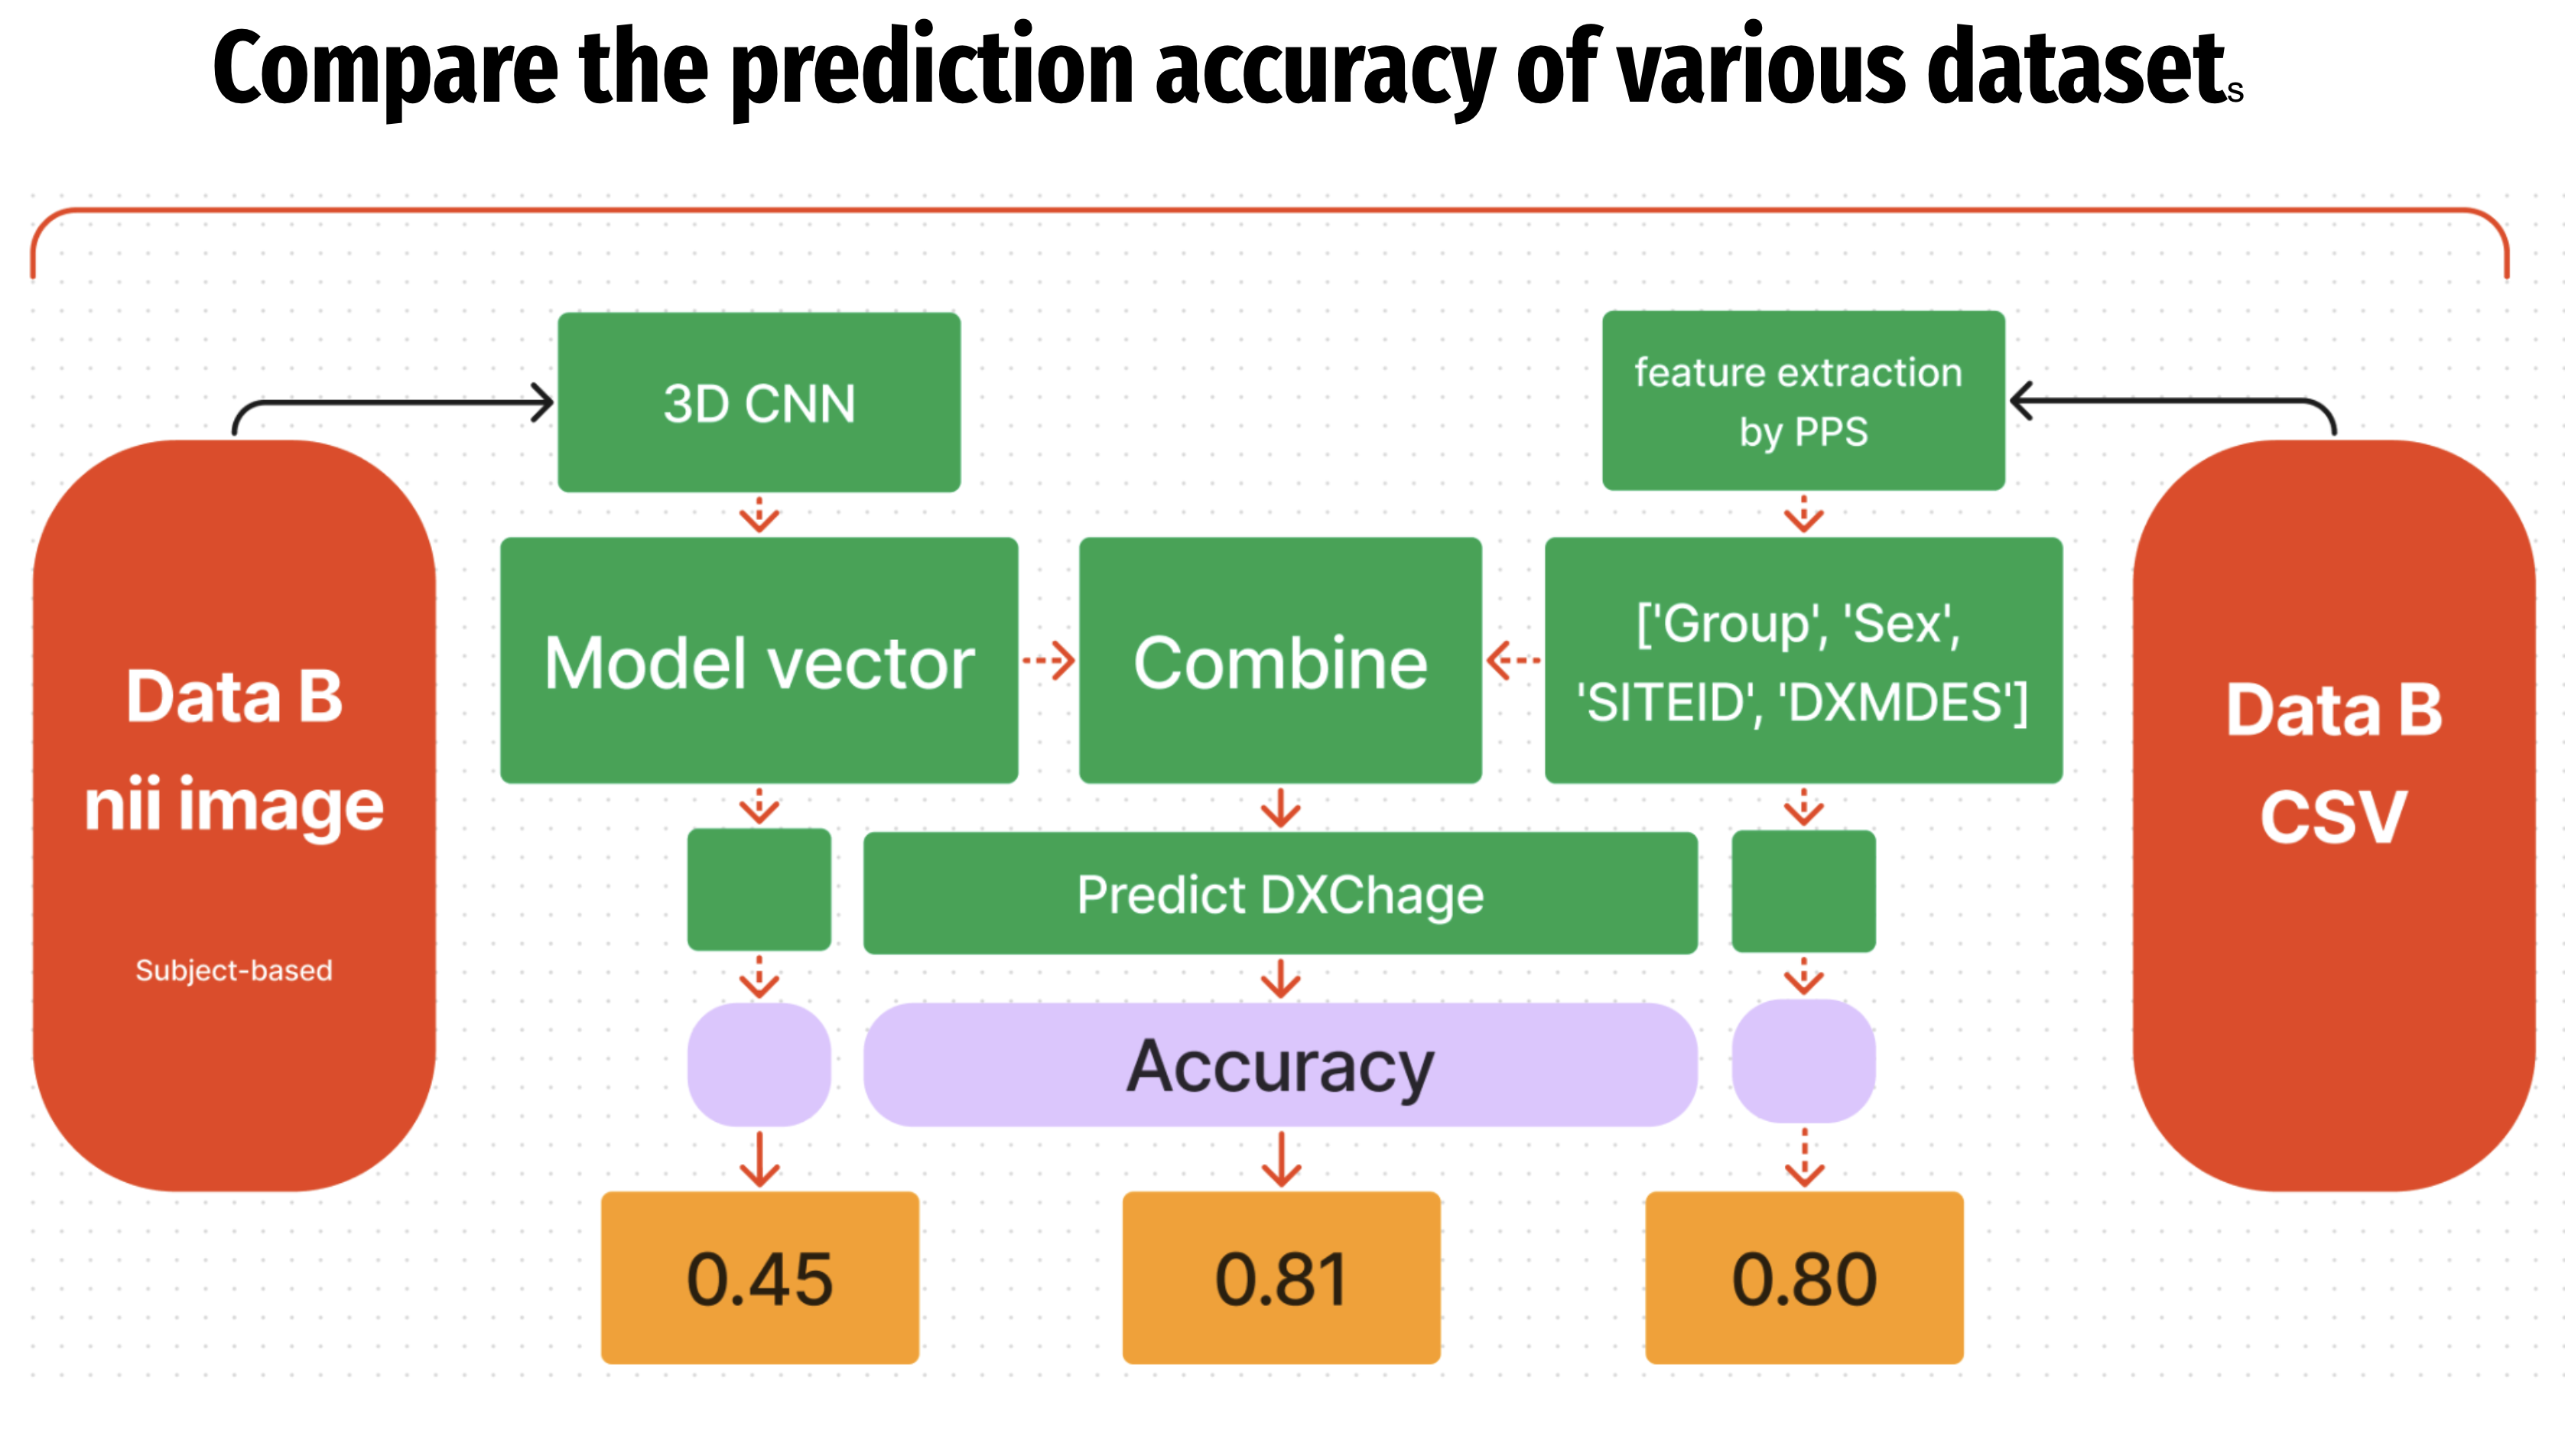 Compare the prediction accuracy of various datasets
3D CNN
feature extraction
by PPS
Data B
nii image
Subject-based
Model vector
Combine
['Group', 'Sex',
'SITEID', 'DXMDES']
Data B
CSV
Predict DXChage
Accuracy
0.45
0.81
0.80